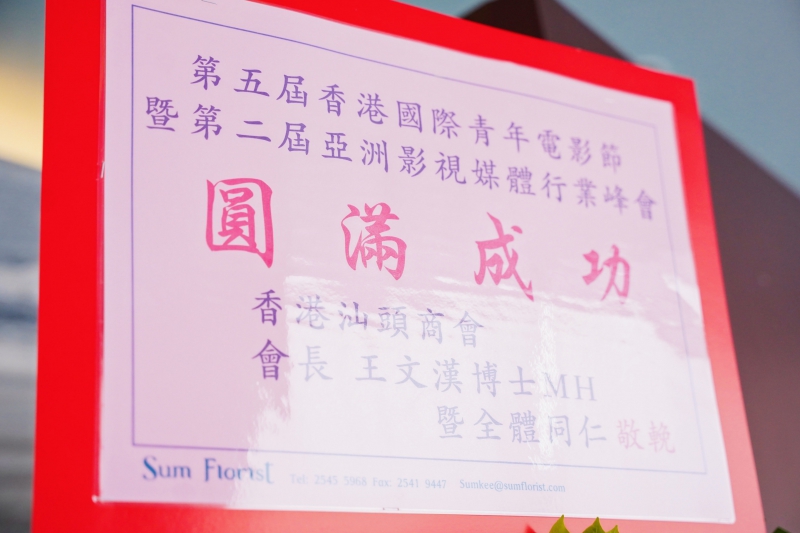 第五屆香港國際青年電影節
暨第二屆亞洲影視媒體行業峰會
圓滿成功
香港汕頭商會
會長 王文漢博士MH
暨全體同仁敬輓
Sum Florist Tel. 2545 5968 Fax: 2541 9447 Sumkee@sumflorist.com